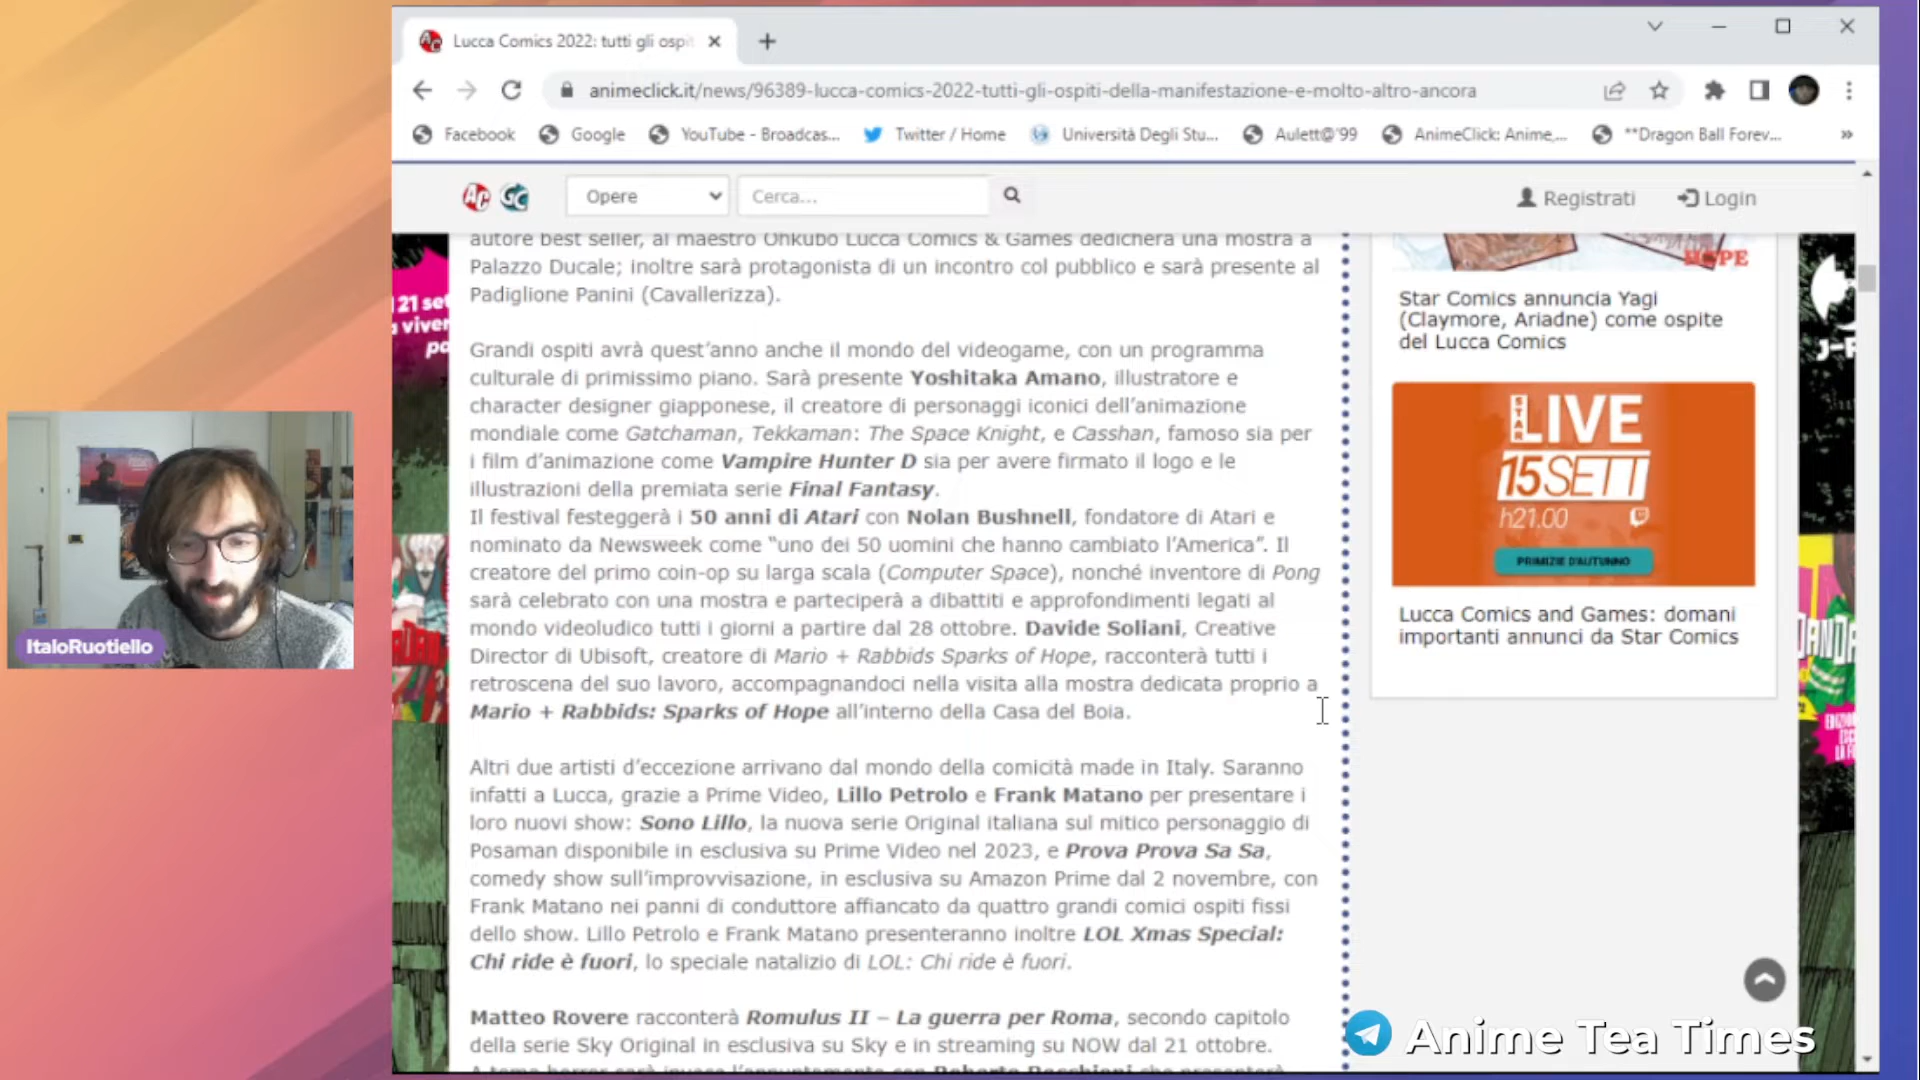 Lucca Comics 2022: tutti gli ospit
animeclick.it/news/96389-lucca-comics-2022-tutti-gli-ospiti-della-manifestazione-e-molto-altro-ancora
Facebook
Google
YouTube - Broadcas...
Twitter / Home
Università Degli Stu...
Aulett@'99
AnimeClick: Anime,...
**Dragon Ball Forev...
»
AC
GC
Opere
Cerca...
Registrati
Login
autore best seller, al maestro Ohkubo Lucca Comics & Games dedicherà una mostra a
Palazzo Ducale; inoltre sarà protagonista di un incontro col pubblico e sarà presente al
Padiglione Panini (Cavallerizza).
Grandi ospiti avrà quest'anno anche il mondo del videogame, con un programma
culturale di primissimo piano. Sarà presente Yoshitaka Amano, illustratore e
character designer giapponese, il creatore di personaggi iconici dell'animazione
mondiale come Gatchaman, Tekkaman: The Space Knight, e Casshan, famoso sia per
i film d'animazione come Vampire Hunter D sia per avere firmato il logo e le
illustrazioni della premiata serie Final Fantasy.
Il festival festeggerà i 50 anni di Atari con Nolan Bushnell, fondatore di Atari e
nominato da Newsweek come "uno dei 50 uomini che hanno cambiato l'America". Il
creatore del primo coin-op su larga scala (Computer Space), nonché inventore di Pong
sarà celebrato con una mostra e parteciperà a dibattiti e approfondimenti legati al
mondo videoludico tutti i giorni a partire dal 28 ottobre. Davide Soliani, Creative
Director di Ubisoft, creatore di Mario + Rabbids Sparks of Hope, racconterà tutti i
retroscena del suo lavoro, accompagnandoci nella visita alla mostra dedicata proprio a
Mario + Rabbids: Sparks of Hope all'interno della Casa del Boia.
Altri due artisti d'eccezione arrivano dal mondo della comicità made in Italy. Saranno
infatti a Lucca, grazie a Prime Video, Lillo Petrolo e Frank Matano per presentare i
loro nuovi show: Sono Lillo, la nuova serie Original italiana sul mitico personaggio di
Posaman disponibile in esclusiva su Prime Video nel 2023, e Prova Prova Sa Sa,
comedy show sull'improvvisazione, in esclusiva su Amazon Prime dal 2 novembre, con
Frank Matano nei panni di conduttore affiancato da quattro grandi comici ospiti fissi
dello show. Lillo Petrolo e Frank Matano presenteranno inoltre LOL Xmas Special:
Chi ride è fuori, lo speciale natalizio di LOL: Chi ride è fuori.
Matteo Rovere racconterà Romulus II – La guerra per Roma, secondo capitolo
della serie Sky Original in esclusiva su Sky e in streaming su NOW dal 21 ottobre.
HOPE
Star Comics annuncia Yagi
(Claymore, Ariadne) come ospite
del Lucca Comics
STAR
LIVE
15SETT
h21.00
PRIMIZIE D'AUTUNNO
Lucca Comics and Games: domani
importanti annunci da Star Comics
21 set
a viver
pa
J-P
ItaloRuotiello
Anime Tea Times